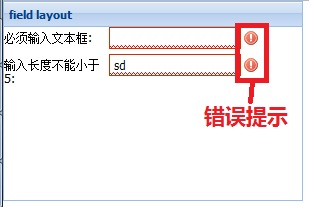 field layout
必须输入文本框:
输入长度不能小于
5:
sd
错误提示